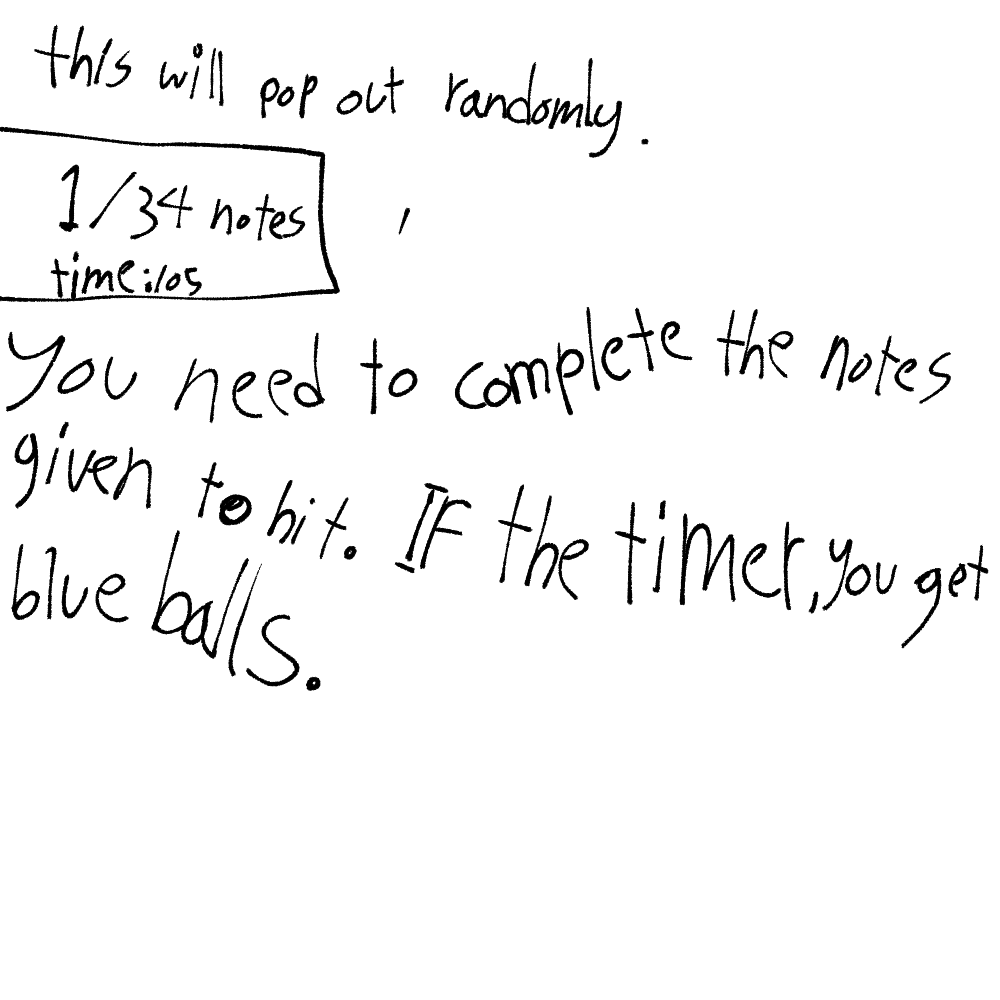 this will pop out randomly.
1/34 notes
time:10s
You need to complete the notes
given to hit. IF the timer, you get
blue balls.